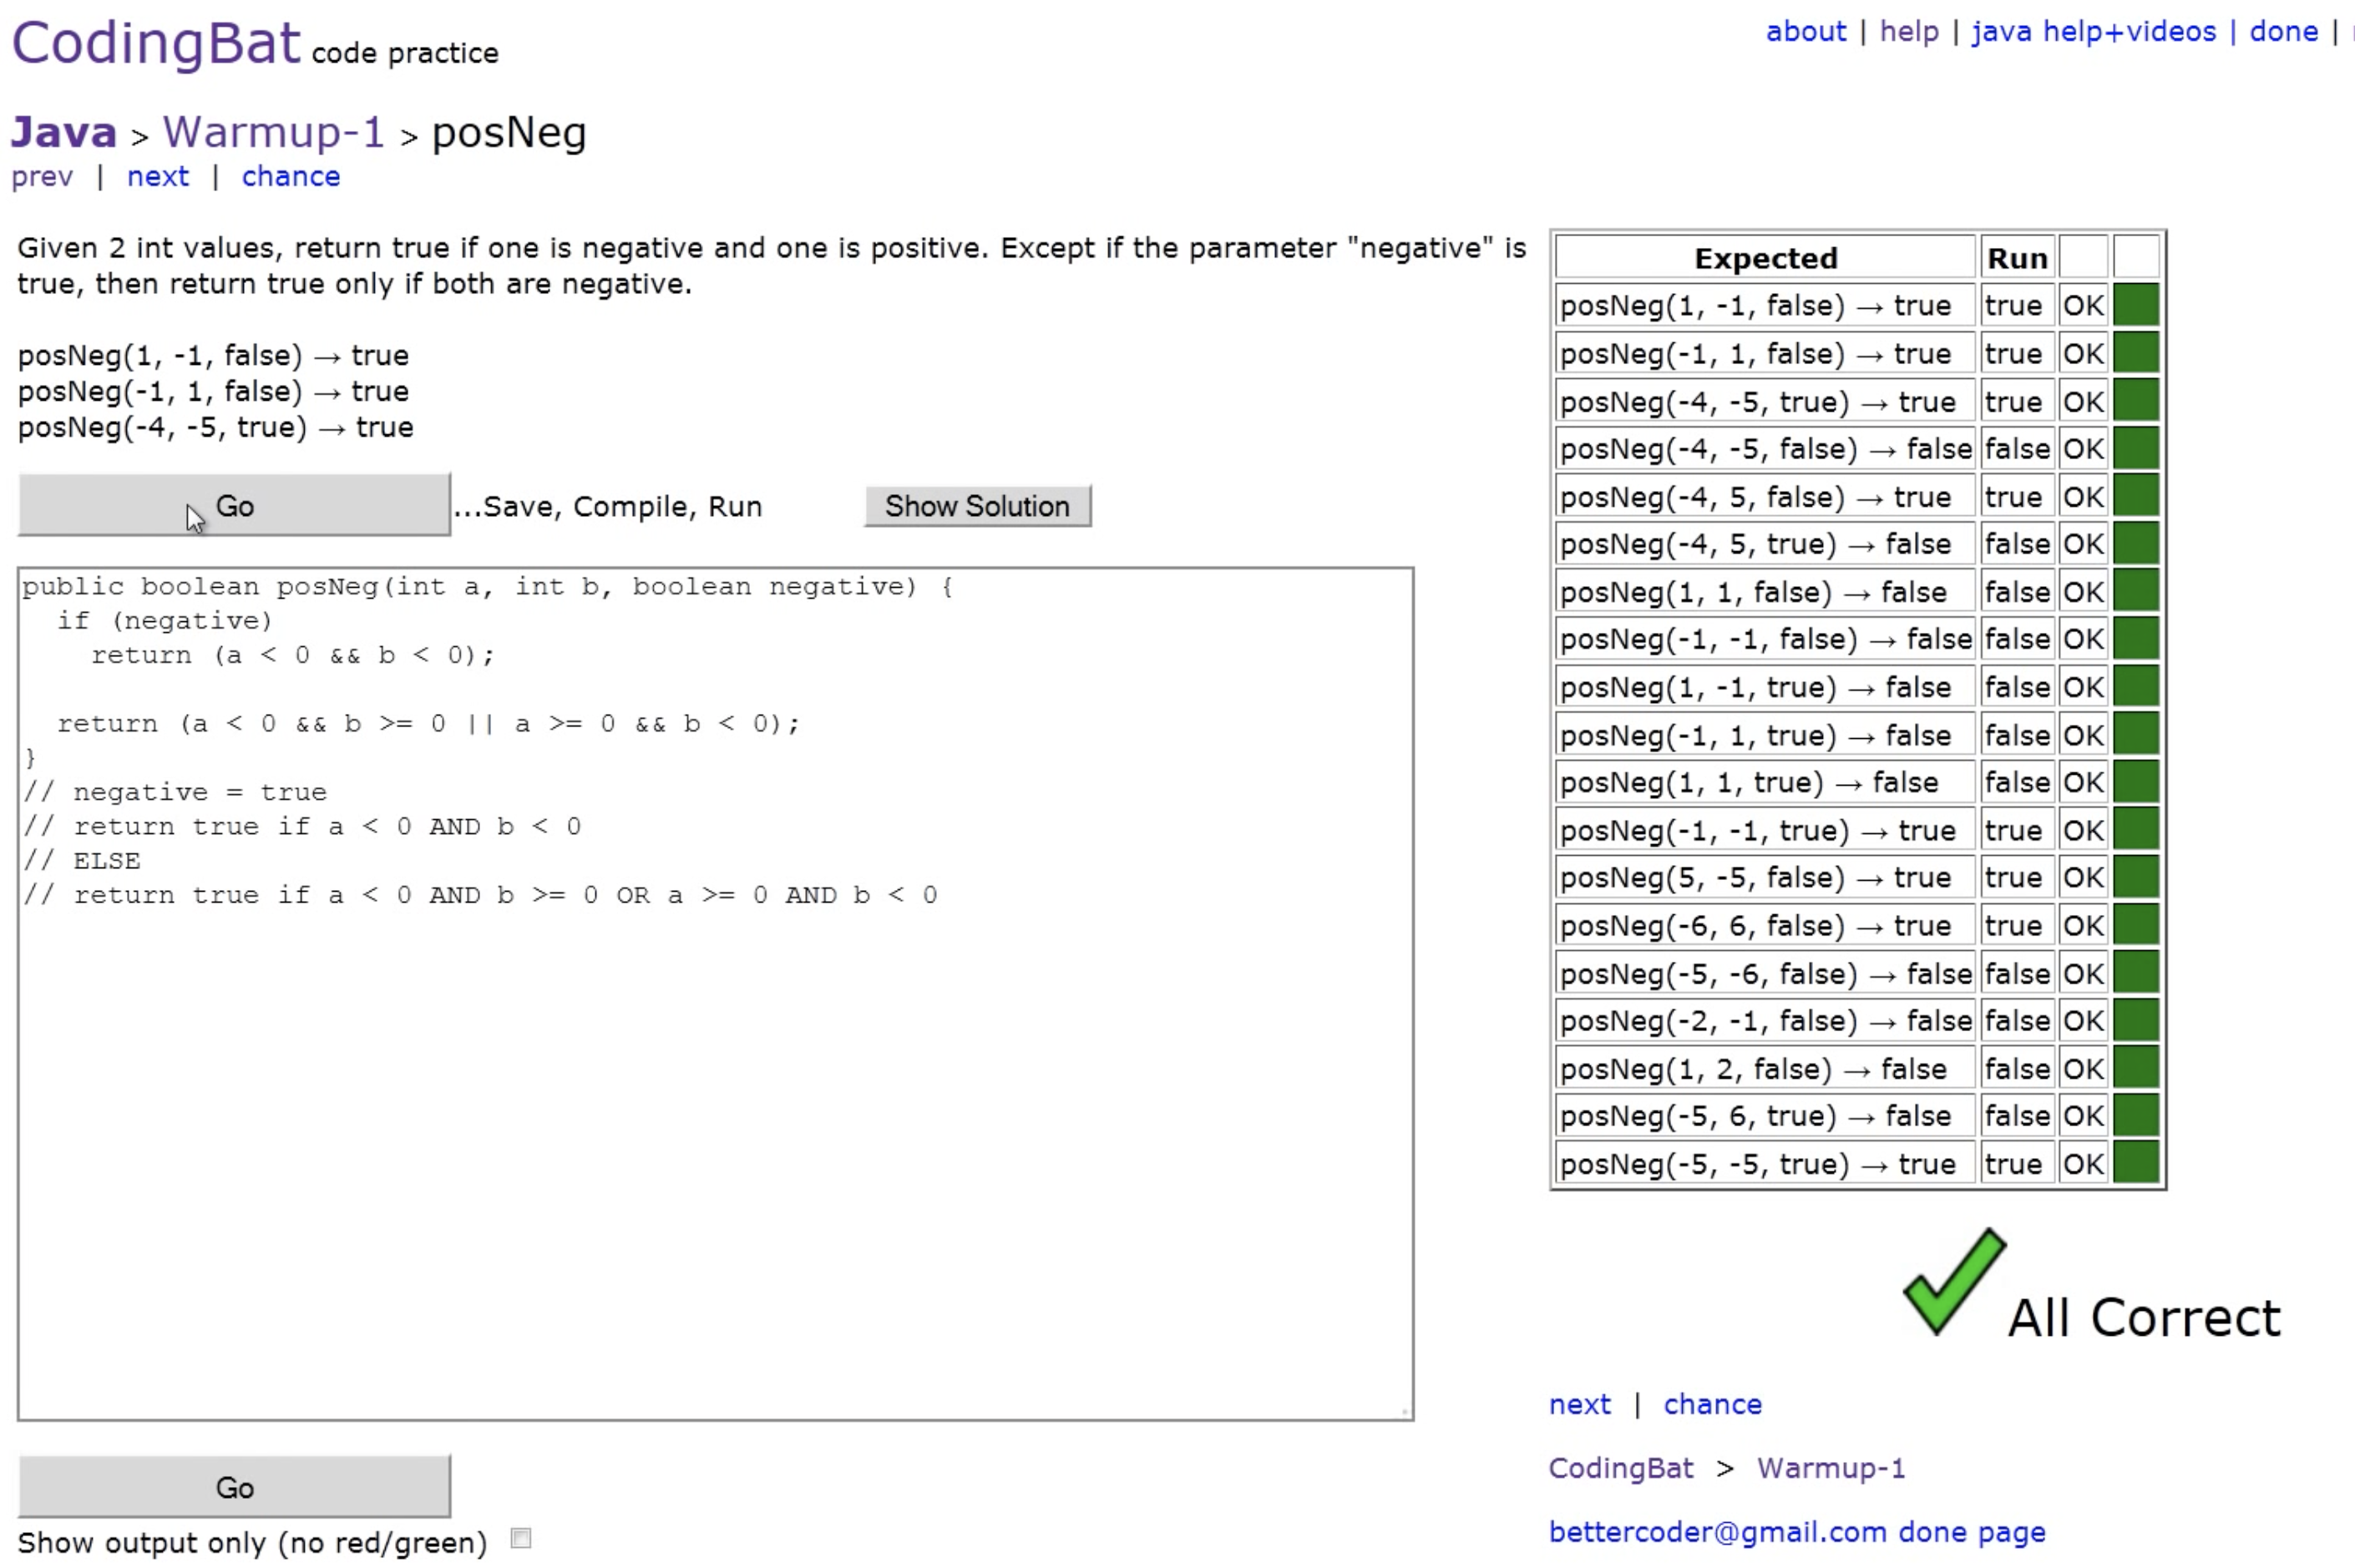 CodingBat code practice
about | help | java help+videos | done |
Java > Warmup-1 > posNeg
prev | next | chance
Given 2 int values, return true if one is negative and one is positive. Except if the parameter "negative" is
true, then return true only if both are negative.
posNeg(1, -1, false) → true
posNeg(-1, 1, false) → true
posNeg(-4, -5, true) → true
Go ...Save, Compile, Run Show Solution
public boolean posNeg(int a, int b, boolean negative) {
  if (negative)
    return (a < 0 && b < 0);
  return (a < 0 && b >= 0 || a >= 0 && b < 0);
}
// negative = true
// return true if a < 0 AND b < 0
// ELSE
// return true if a < 0 AND b >= 0 OR a >= 0 AND b < 0
Go
Show output only (no red/green)
Expected Run
posNeg(1, -1, false) → true true OK
posNeg(-1, 1, false) → true true OK
posNeg(-4, -5, true) → true true OK
posNeg(-4, -5, false) → false false OK
posNeg(-4, 5, false) → true true OK
posNeg(-4, 5, true) → false false OK
posNeg(1, 1, false) → false false OK
posNeg(-1, -1, false) → false false OK
posNeg(1, -1, true) → false false OK
posNeg(-1, 1, true) → false false OK
posNeg(1, 1, true) → false false OK
posNeg(-1, -1, true) → true true OK
posNeg(5, -5, false) → true true OK
posNeg(-6, 6, false) → true true OK
posNeg(-5, -6, false) → false false OK
posNeg(-2, -1, false) → false false OK
posNeg(1, 2, false) → false false OK
posNeg(-5, 6, true) → false false OK
posNeg(-5, -5, true) → true true OK
All Correct
next | chance
CodingBat > Warmup-1
bettercoder@gmail.com done page